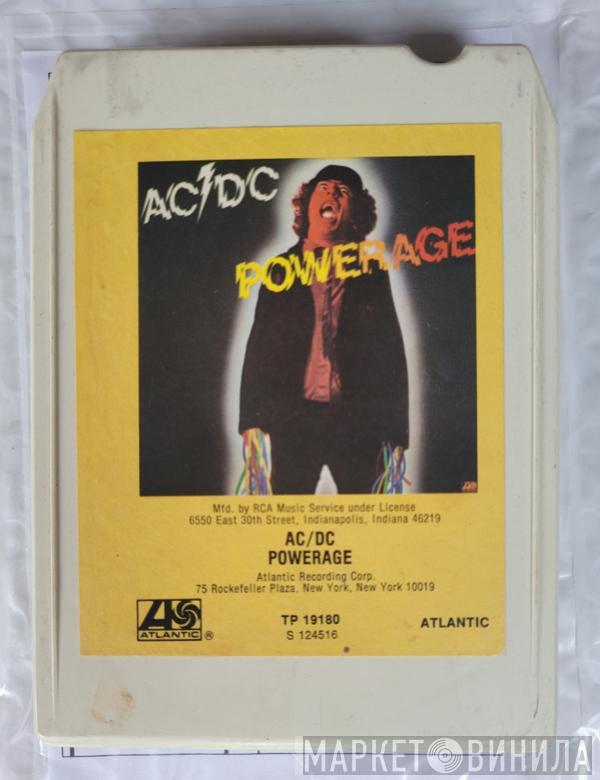 AC DC
POWERAGE
Mfd. by RCA Music Service under License
6550 East 30th Street, Indianapolis, Indiana 46219
AC/DC
POWERAGE
Atlantic Recording Corp.
75 Rockefeller Plaza, New York, New York 10019
ATLANTIC ®
TP 19180
S 124516
ATLANTIC
МАРКЕТ ВИНИЛА